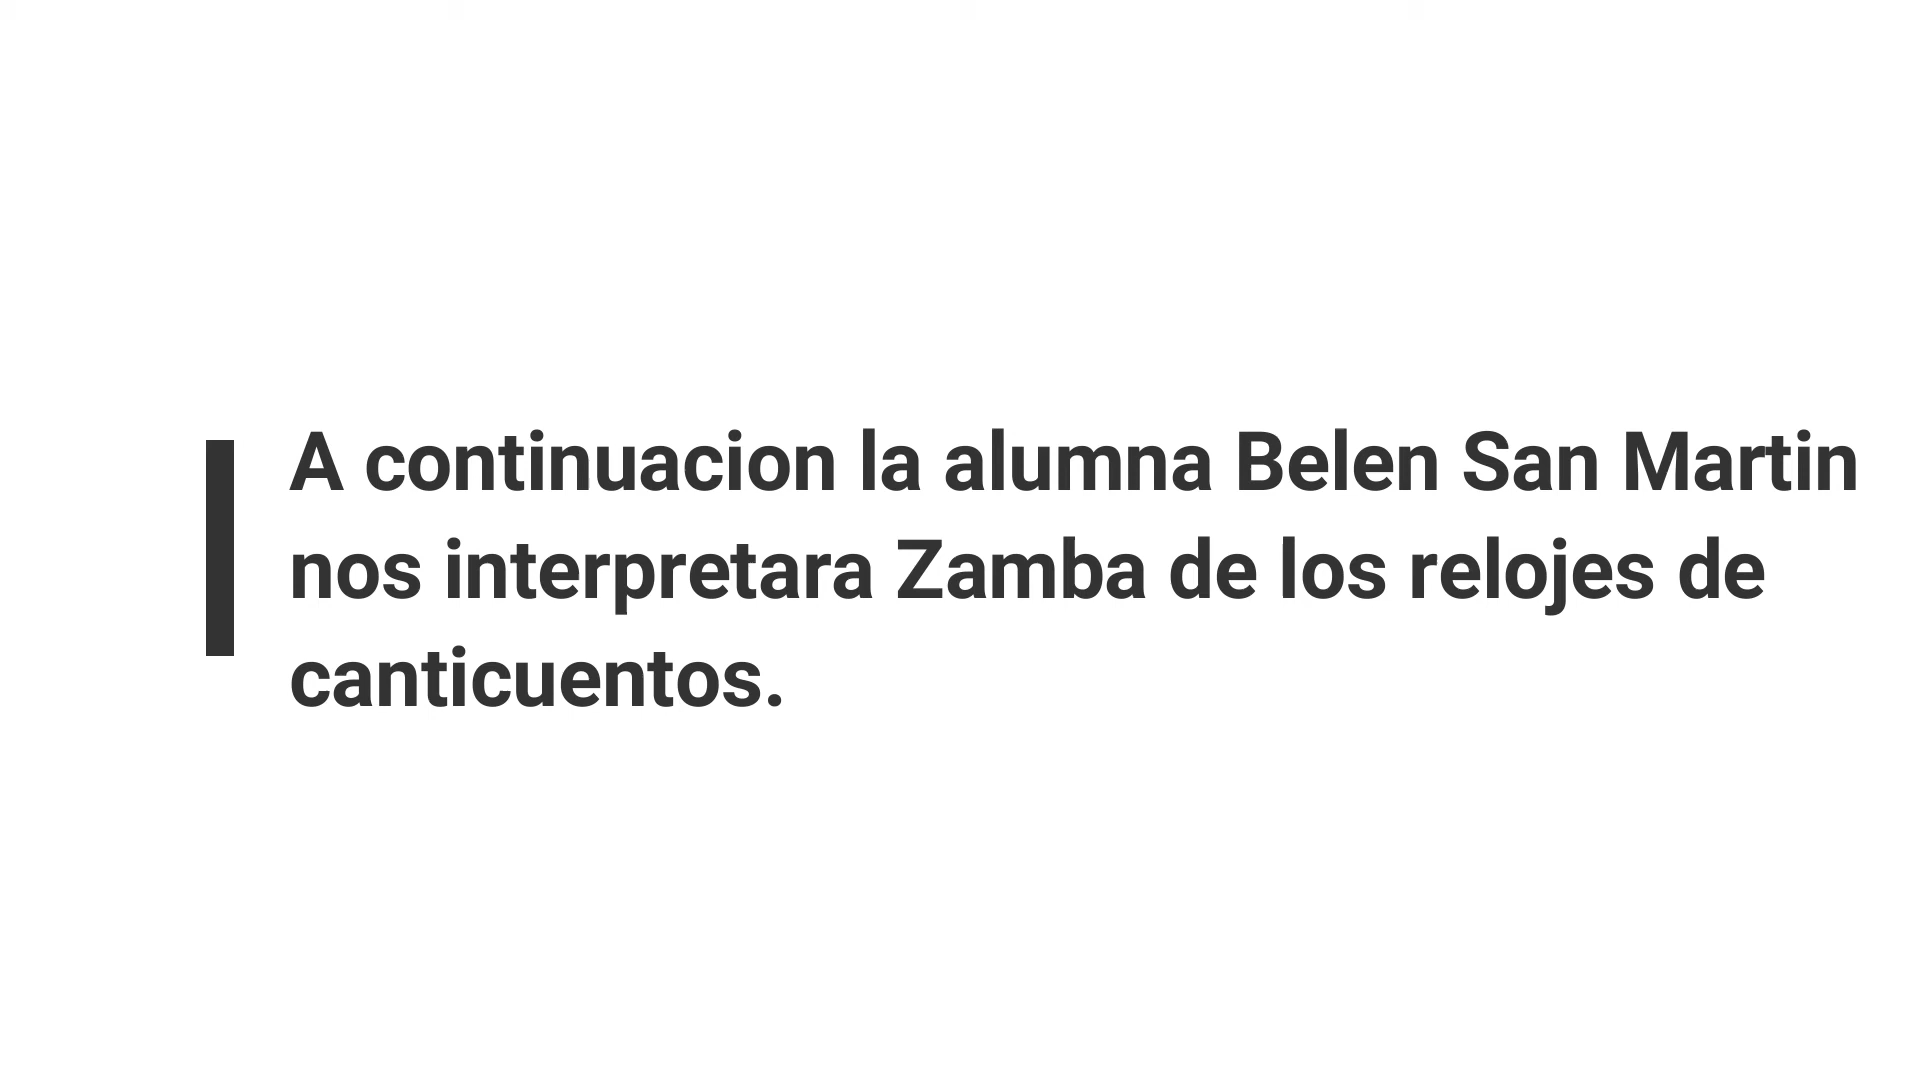 A continuacion la alumna Belen San Martin
nos interpretara Zamba de los relojes de
canticuentos.